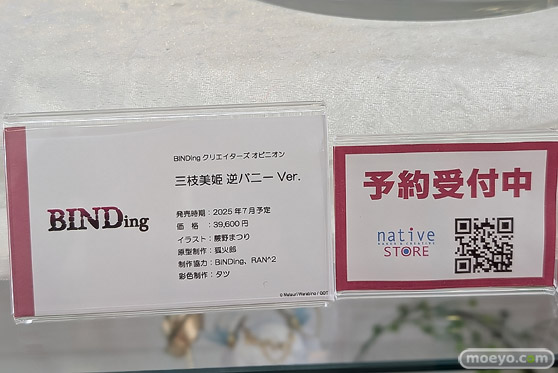 BINDing
BINDing クリエイターズ オピニオン
三枝美姫 逆バニー Ver.
発売時期：2025年7月予定
価　格：39,600円
イラスト：蕨野まつり
原型制作：狐火郎
制作協力：BINDing、RAN^2
彩色制作：タツ
予約受付中
native
STORE
moeyo.com